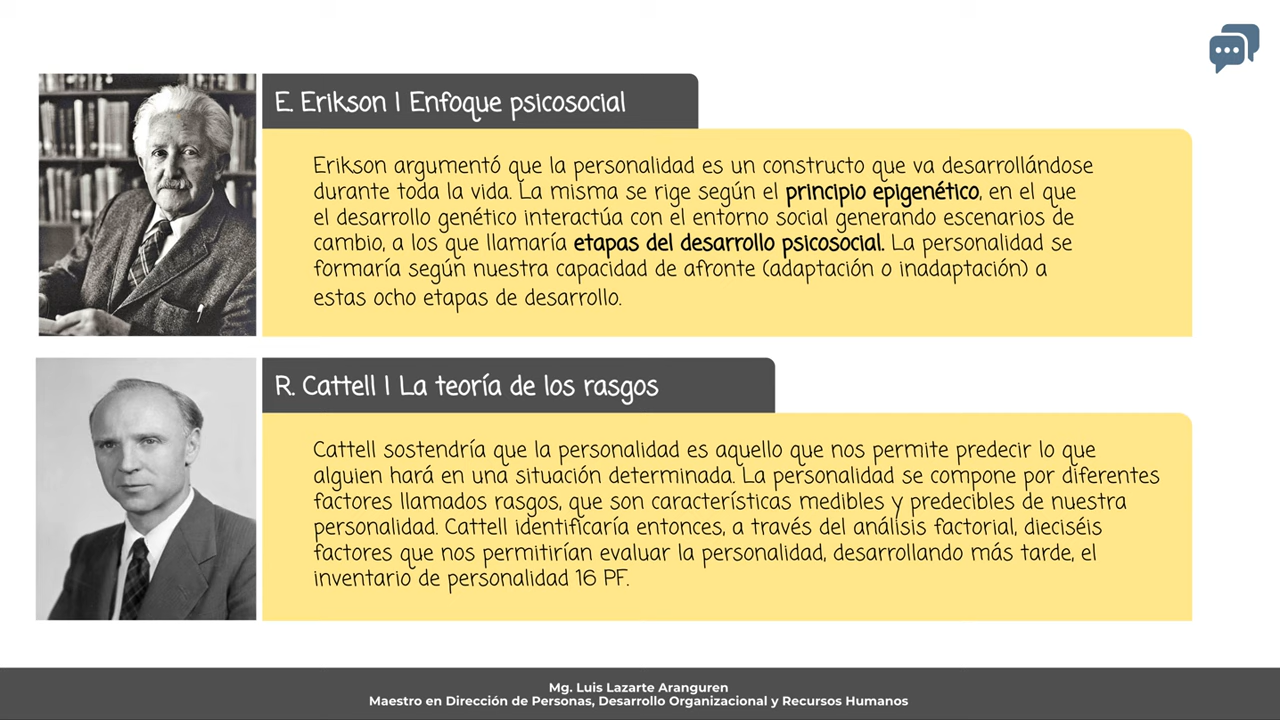 E. Erikson | Enfoque psicosocial
Erikson argumentó que la personalidad es un constructo que va desarrollándose
durante toda la vida. La misma se rige según el principio epigenético, en el que
el desarrollo genético interactúa con el entorno social generando escenarios de
cambio, a los que llamaría etapas del desarrollo psicosocial. La personalidad se
formaría según nuestra capacidad de afronte (adaptación o inadaptación) a
estas ocho etapas de desarrollo.
R. Cattell | La teoría de los rasgos
Cattell sostendría que la personalidad es aquello que nos permite predecir lo que
alguien hará en una situación determinada. La personalidad se compone por diferentes
factores llamados rasgos, que son características medibles y predecibles de nuestra
personalidad. Cattell identificaría entonces, a través del análisis factorial, dieciséis
factores que nos permitirían evaluar la personalidad, desarrollando más tarde, el
inventario de personalidad 16 PF.
Mg. Luis Lazarte Aranguren
Maestro en Dirección de Personas, Desarrollo Organizacional y Recursos Humanos